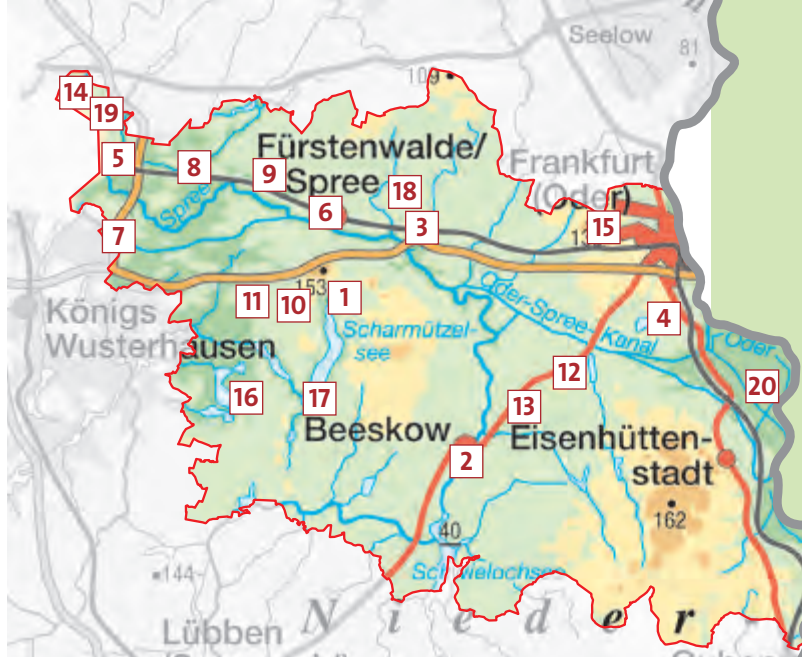 Seelow
81
109
14
19
5
8
9
Fürstenwalde/
Spree
Frankfurt
(Oder)
18
15
Spree
6
3
7
153
11
10
1
4
Oder-Spree-Kanal
Oder
Königs
Wusterhausen
Scharmützel-
see
12
20
16
17
13
Beeskow
2
Eisenhütten-
stadt
162
40
144
Schwielochsee
Nieder
Lübben